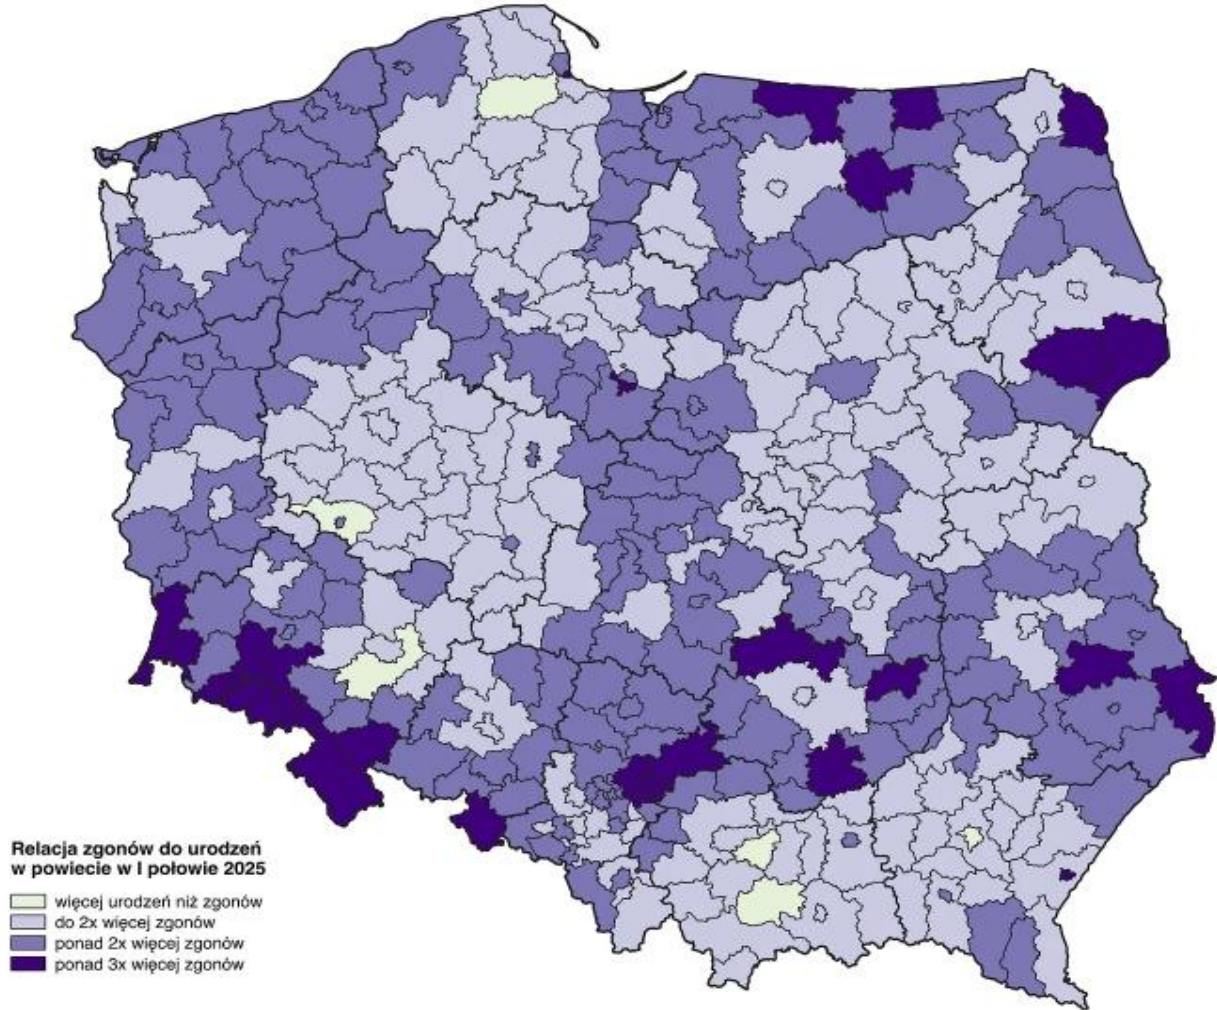 Relacja zgonów do urodzeń
w powiecie w I połowie 2025
więcej urodzeń niż zgonów
do 2x więcej zgonów
ponad 2x więcej zgonów
ponad 3x więcej zgonów